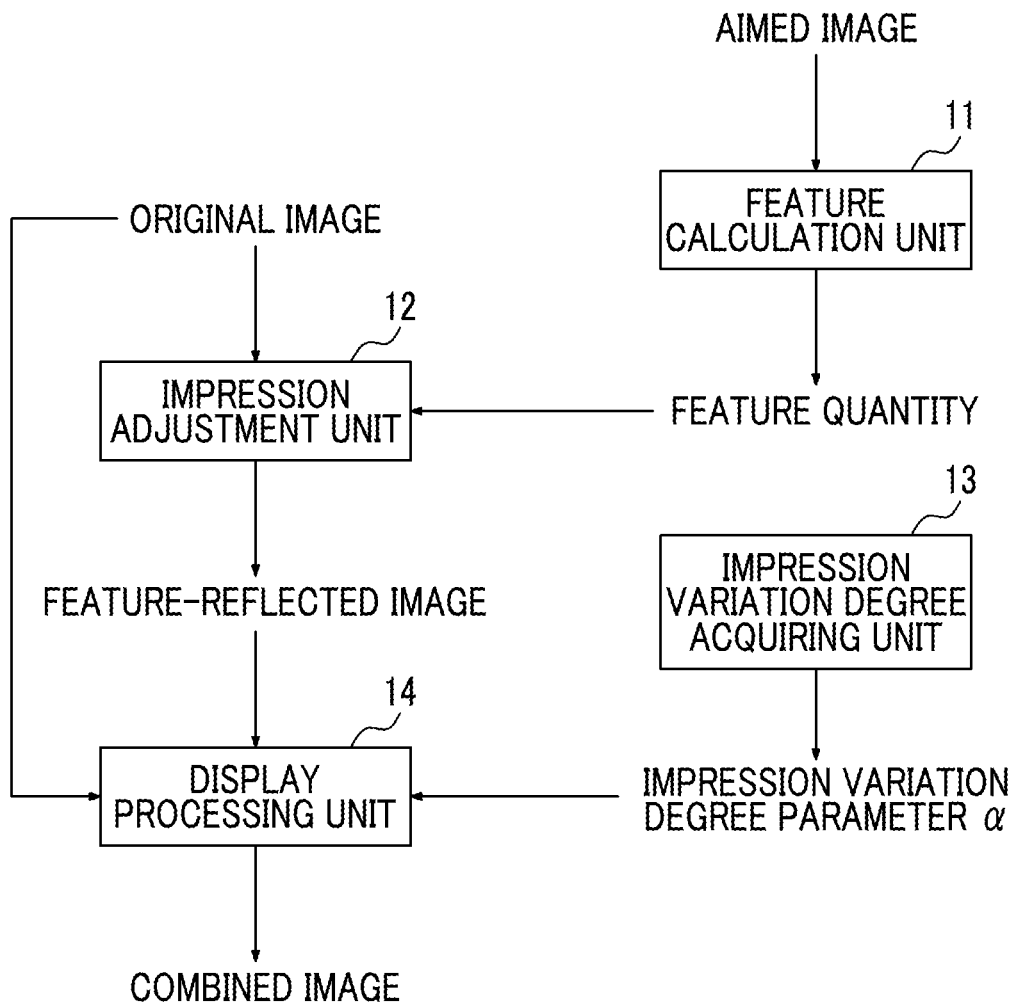 AIMED IMAGE
11
FEATURE
CALCULATION UNIT
ORIGINAL IMAGE
12
IMPRESSION
ADJUSTMENT UNIT
FEATURE QUANTITY
13
IMPRESSION
VARIATION DEGREE
ACQUIRING UNIT
FEATURE-REFLECTED IMAGE
14
DISPLAY
PROCESSING UNIT
IMPRESSION VARIATION
DEGREE PARAMETER α
COMBINED IMAGE